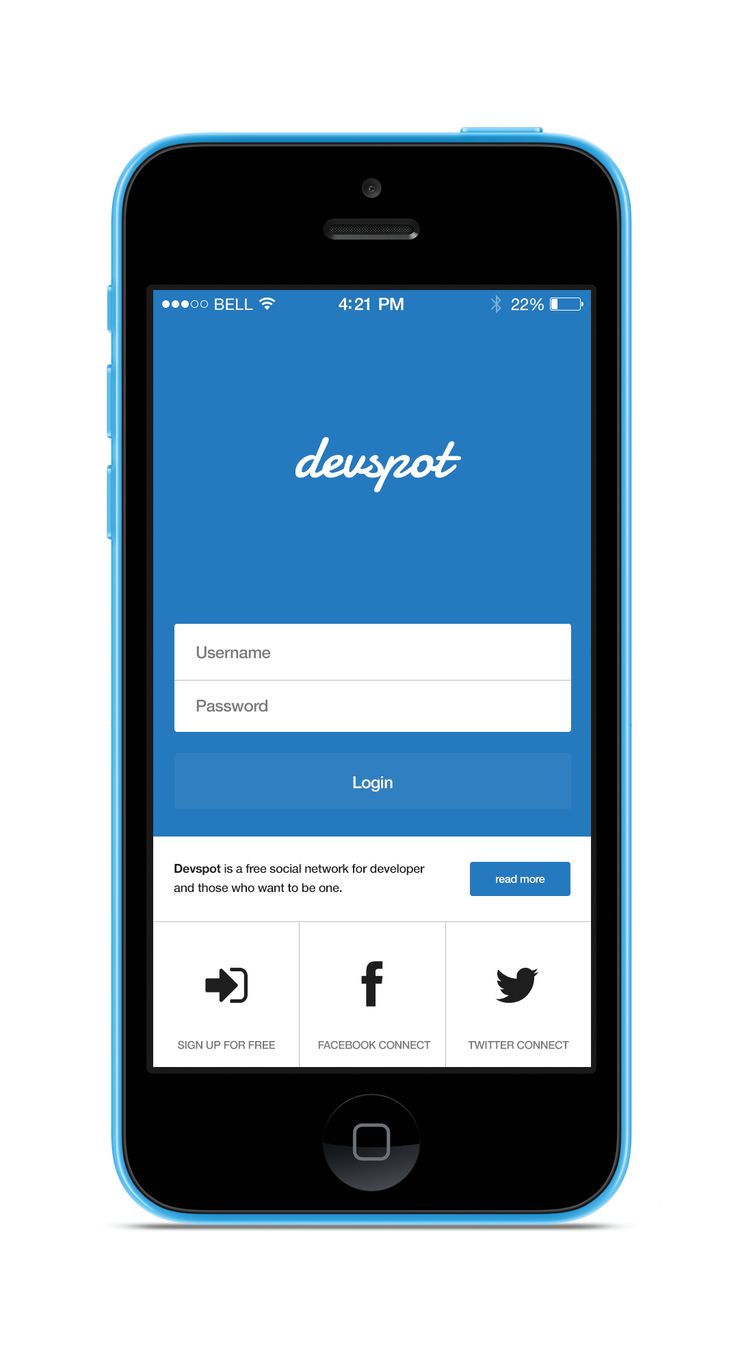 BELL 4:21 PM 22%
devspot
Username
Password
Login
Devspot is a free social network for developer
and those who want to be one.
read more
SIGN UP FOR FREE
FACEBOOK CONNECT
TWITTER CONNECT